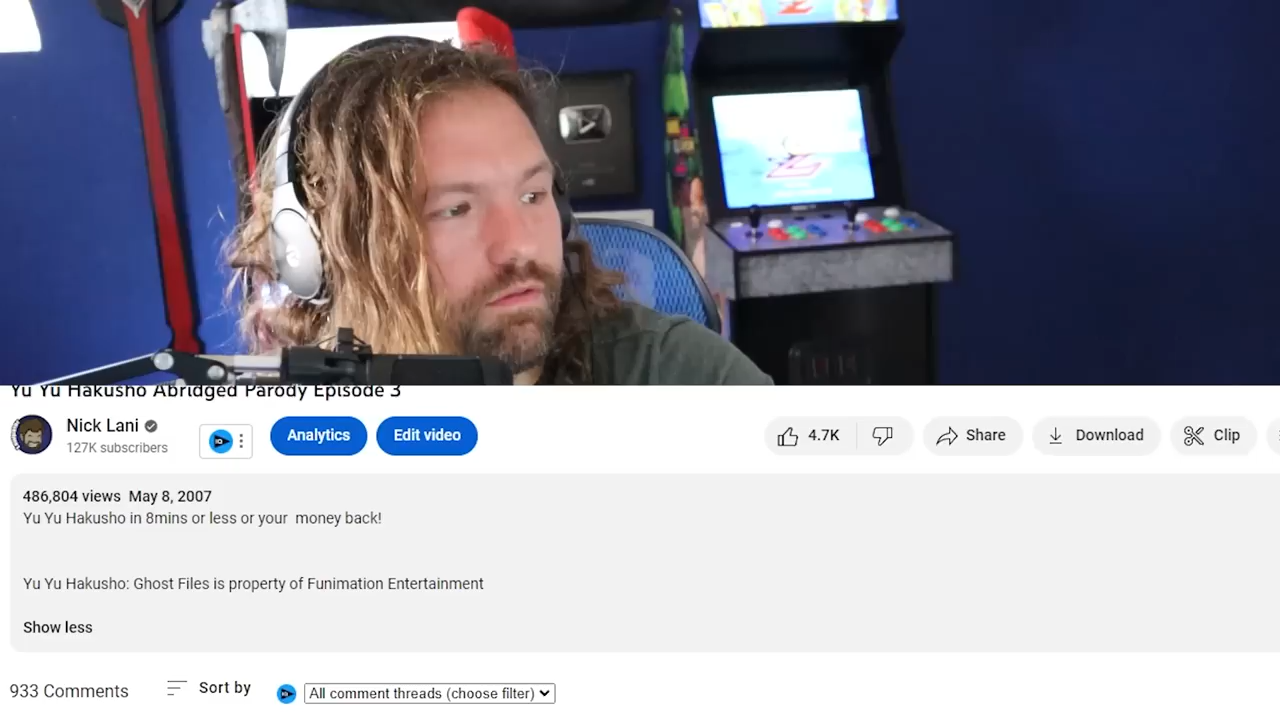 Z
Yu Yu Hakusho Abridged Parody Episode 3
Nick Lani
127K subscribers
Analytics
Edit video
4.7K
Share
Download
Clip
486,804 views May 8, 2007
Yu Yu Hakusho in 8mins or less or your money back!
Yu Yu Hakusho: Ghost Files is property of Funimation Entertainment
Show less
933 Comments
Sort by
All comment threads (choose filter)